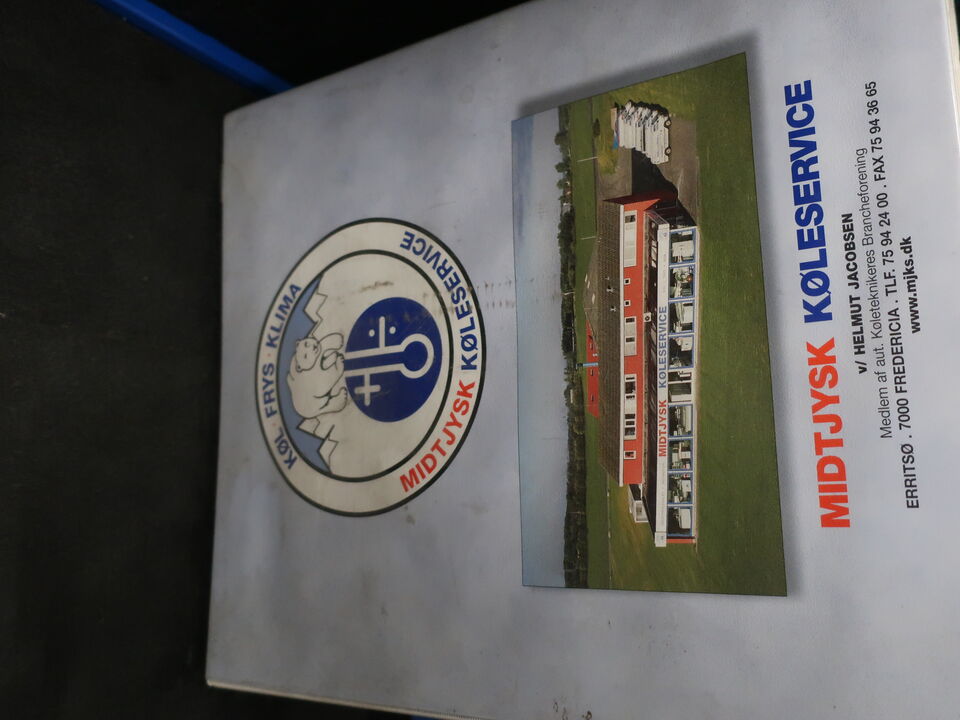 KØL · FRYS · KLIMA
MIDTJYSK KØLESERVICE
MIDTJYSK KØLESERVICE
MIDTJYSK KØLESERVICE
v/ HELMUT JACOBSEN
Medlem af aut. Køleteknikeres Brancheforening
ERRITSØ . 7000 FREDERICIA . TLF. 75 94 24 00 . FAX 75 94 36 65
www.mjks.dk